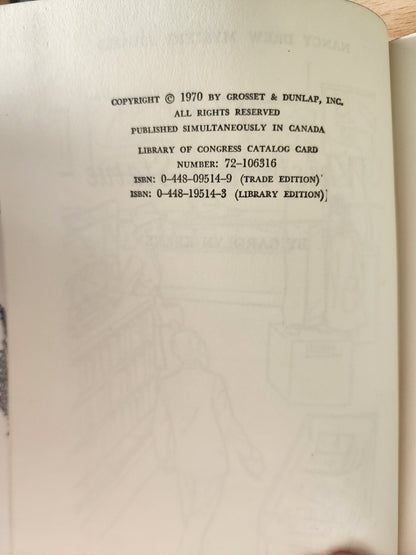 COPYRIGHT © 1970 BY GROSSET & DUNLAP, INC.
ALL RIGHTS RESERVED
PUBLISHED SIMULTANEOUSLY IN CANADA
LIBRARY OF CONGRESS CATALOG CARD
NUMBER: 72-106316
ISBN: 0-448-09514-9 (TRADE EDITION)
ISBN: 0-448-19514-3 (LIBRARY EDITION)